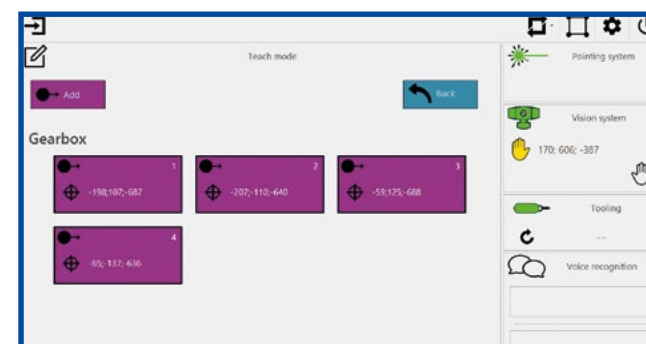 Teach mode
Pointing system
Add
Back
Vision system
Gearbox
170; 606; -387
1
-198;107;-687
2
-207;-110;-640
3
-59;125;-688
Tooling
--
4
-65;-137;-636
Voice recognition